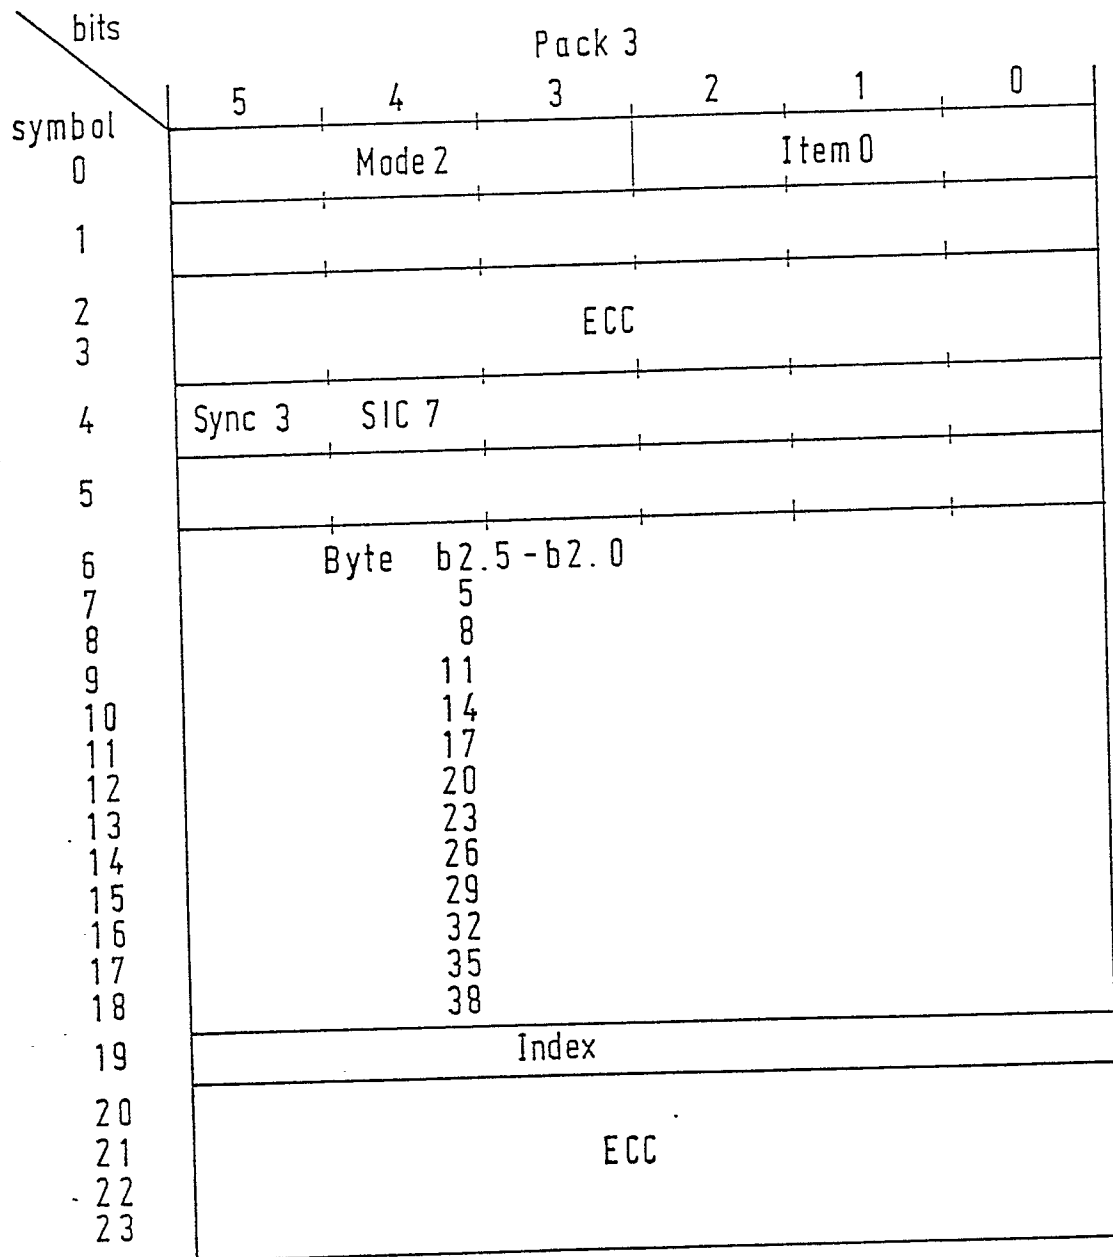 bits
Pack 3
5 4 3 2 1 0
symbol
0 Mode 2 Item 0
1
2
ECC
3
4 Sync 3 SIC 7
5
6 Byte b2.5 - b2.0
7 5
8 8
9 11
10 14
11 17
12 20
13 23
14 26
15 29
16 32
17 35
18 38
19 Index
20
21 ECC
22
23